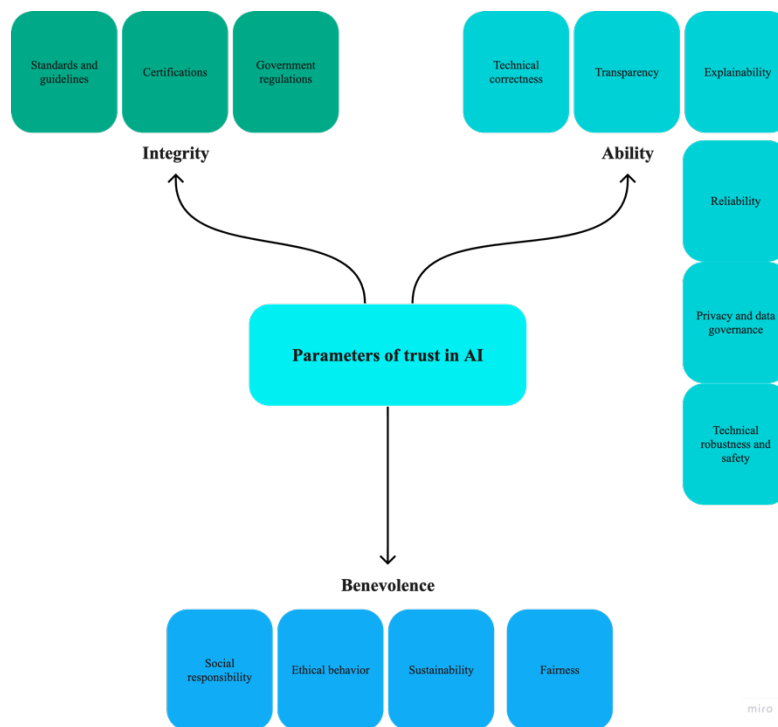 Standards and
guidelines
Certifications
Government
regulations
Technical
correctness
Transparency
Explainability
Integrity
Ability
Reliability
Privacy and data
governance
Parameters of trust in AI
Technical
robustness and
safety
Benevolence
Social
responsibility
Ethical behavior
Sustainability
Fairness
miro